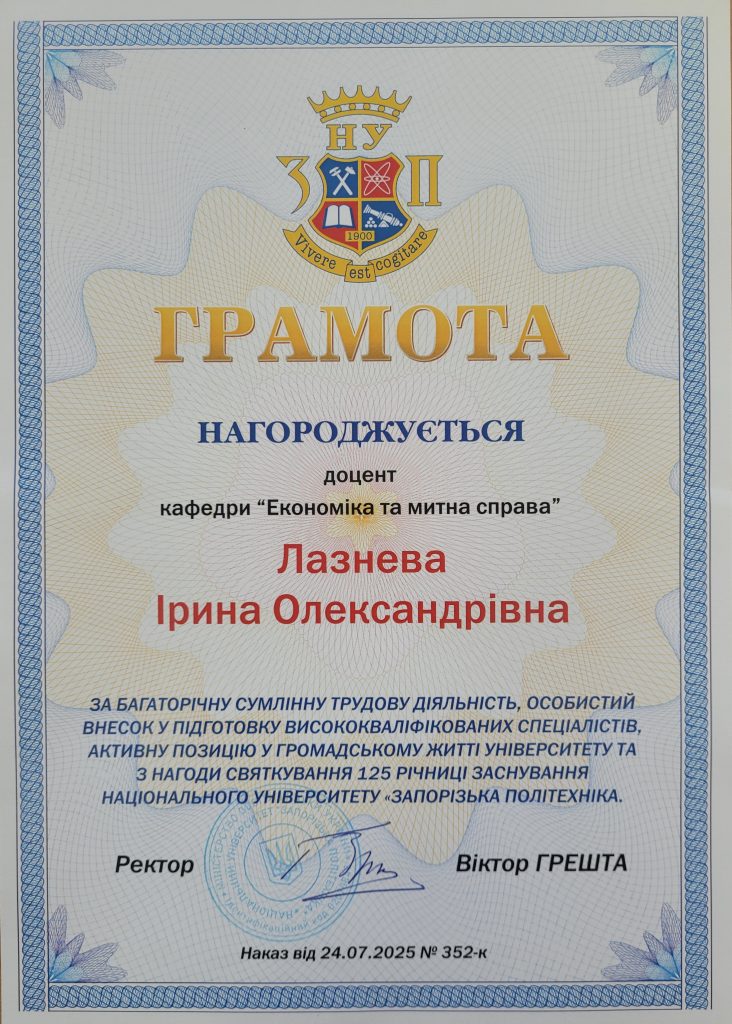 НУ
З П
1900
Vivere est cogitare
ГРАМОТА
НАГОРОДЖУЄТЬСЯ
доцент
кафедри “Економіка та митна справа”
Лазнева
Ірина Олександрівна
ЗА БАГАТОРІЧНУ СУМЛІННУ ТРУДОВУ ДІЯЛЬНІСТЬ, ОСОБИСТИЙ
ВНЕСОК У ПІДГОТОВКУ ВИСОКОКВАЛІФІКОВАНИХ СПЕЦІАЛІСТІВ,
АКТИВНУ ПОЗИЦІЮ У ГРОМАДСЬКОМУ ЖИТТІ УНІВЕРСИТЕТУ ТА
З НАГОДИ СВЯТКУВАННЯ 125 РІЧНИЦІ ЗАСНУВАННЯ
НАЦІОНАЛЬНОГО УНІВЕРСИТЕТУ «ЗАПОРІЗЬКА ПОЛІТЕХНІКА.
Ректор Віктор ГРЕШТА
Наказ від 24.07.2025 № 352-к